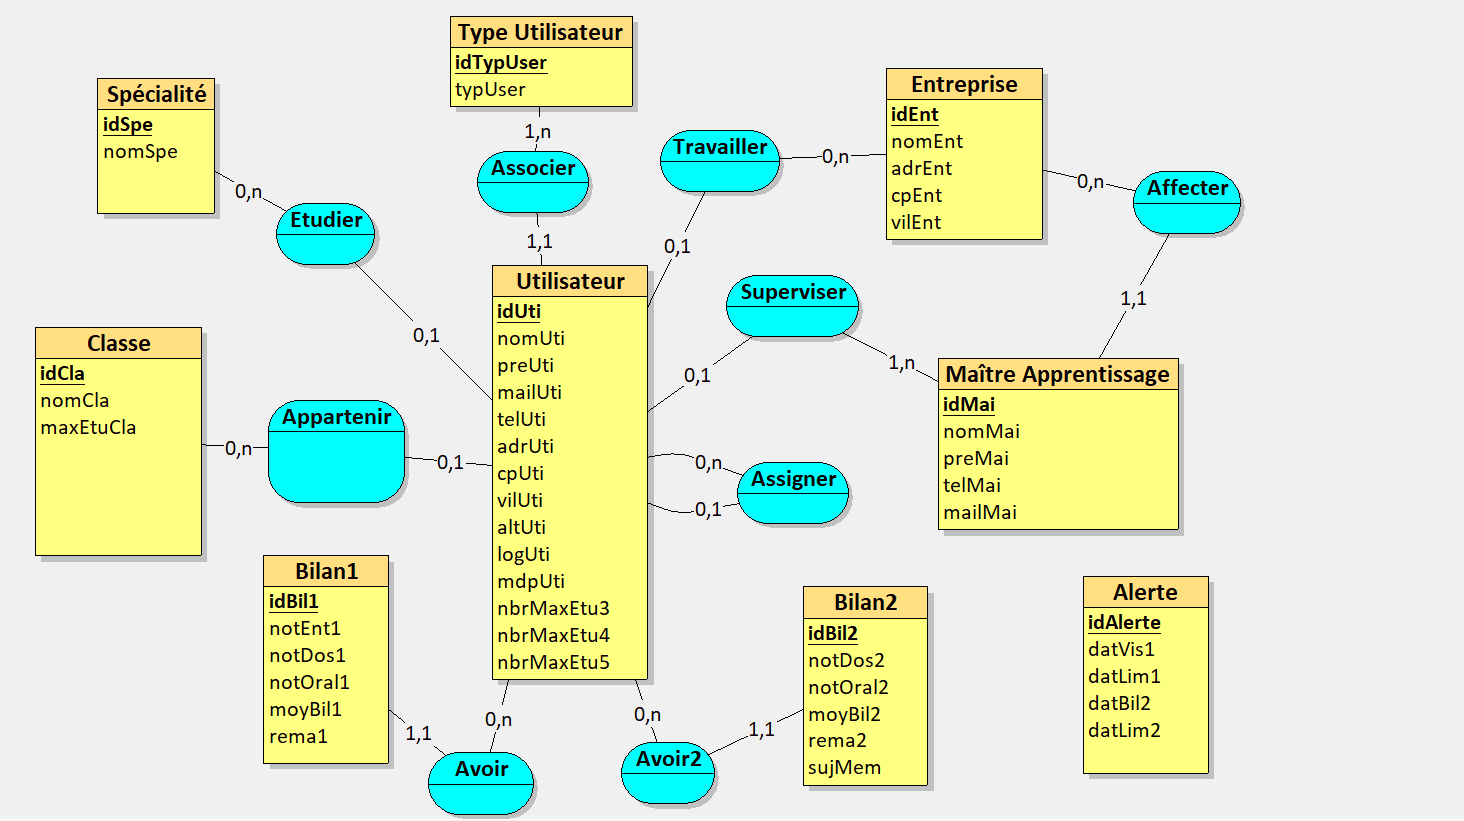 Type Utilisateur
idTypUser
typUser
1,n
Associer
1,1
Spécialité
idSpe
nomSpe
0,n
Etudier
0,1
Travailler
0,n
0,1
Entreprise
idEnt
nomEnt
adrEnt
cpEnt
vilEnt
0,n
Affecter
1,1
Utilisateur
idUti
nomUti
preUti
mailUti
telUti
adrUti
cpUti
vilUti
altUti
logUti
mdpUti
nbrMaxEtu3
nbrMaxEtu4
nbrMaxEtu5
Superviser
0,1
1,n
Maître Apprentissage
idMai
nomMai
preMai
telMai
mailMai
Classe
idCla
nomCla
maxEtuCla
0,n
Appartenir
0,1
0,n
Assigner
0,1
Bilan1
idBil1
notEnt1
notDos1
notOral1
moyBil1
rema1
1,1
Avoir
0,n
0,n
Avoir2
1,1
Bilan2
idBil2
notDos2
notOral2
moyBil2
rema2
sujMem
Alerte
idAlerte
datVis1
datLim1
datBil2
datLim2